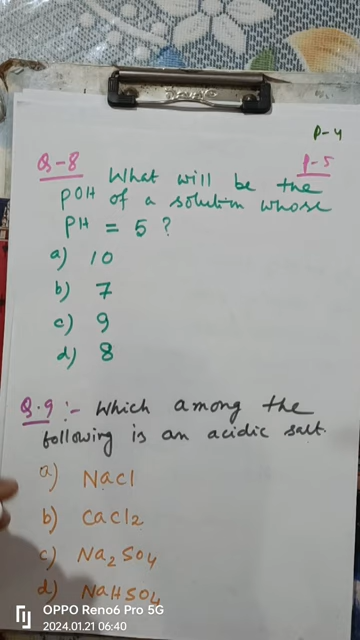 P-4
P-5
Q-8 What will be the
POH of a solution whose
PH = 5 ?
a) 10
b) 7
c) 9
d) 8
Q.9 :- Which among the
following is an acidic salt.
a) NaCl
b) CaCl2
c) Na2SO4
d) NaHSO4
OPPO Reno6 Pro 5G
2024.01.21 06:40